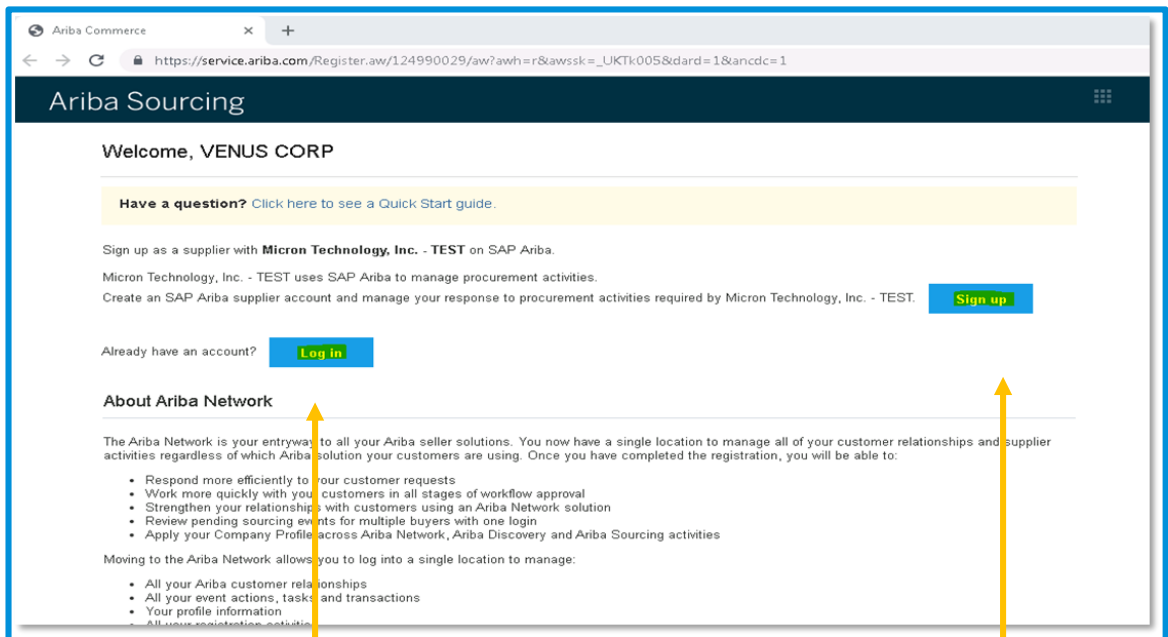 Ariba Commerce
https://service.ariba.com/Register.aw/124990029/aw?awh=r&awssk=_UKTk005&dard=1&ancdc=1
Ariba Sourcing
Welcome, VENUS CORP
Have a question? Click here to see a Quick Start guide.
Sign up as a supplier with Micron Technology, Inc. - TEST on SAP Ariba.
Micron Technology, Inc. - TEST uses SAP Ariba to manage procurement activities.
Create an SAP Ariba supplier account and manage your response to procurement activities required by Micron Technology, Inc. - TEST. Sign up
Already have an account? Log in
About Ariba Network
The Ariba Network is your entryway to all your Ariba seller solutions. You now have a single location to manage all of your customer relationships and supplier
activities regardless of which Ariba solution your customers are using. Once you have completed the registration, you will be able to:
• Respond more efficiently to your customer requests
• Work more quickly with your customers in all stages of workflow approval
• Strengthen your relationships with customers using an Ariba Network solution
• Review pending sourcing events for multiple buyers with one login
• Apply your Company Profile across Ariba Network, Ariba Discovery and Ariba Sourcing activities
Moving to the Ariba Network allows you to log into a single location to manage:
• All your Ariba customer relationships
• All your event actions, tasks and transactions
• Your profile information
• All your registration activities